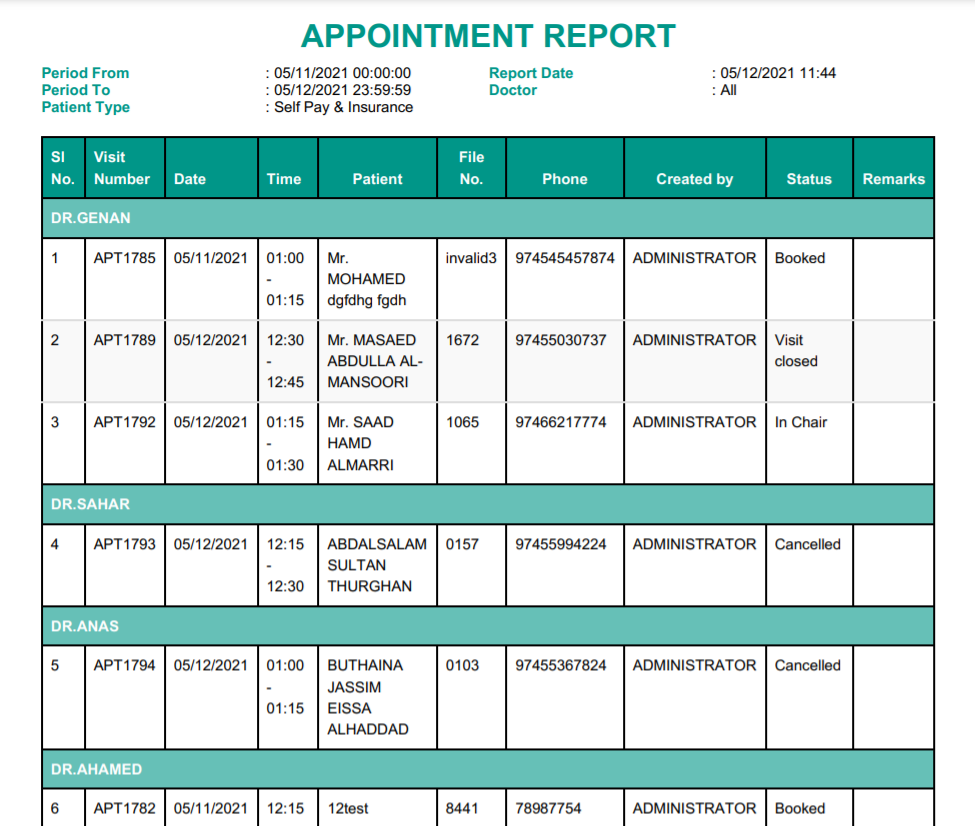 APPOINTMENT REPORT
Period From : 05/11/2021 00:00:00 Report Date : 05/12/2021 11:44
Period To : 05/12/2021 23:59:59 Doctor : All
Patient Type : Self Pay & Insurance
Sl No. Visit Number Date Time Patient File No. Phone Created by Status Remarks
DR.GENAN
1 APT1785 05/11/2021 01:00 - 01:15 Mr. MOHAMED dgfdhg fgdh invalid3 974545457874 ADMINISTRATOR Booked
2 APT1789 05/12/2021 12:30 - 12:45 Mr. MASAED ABDULLA AL-MANSOORI 1672 97455030737 ADMINISTRATOR Visit closed
3 APT1792 05/12/2021 01:15 - 01:30 Mr. SAAD HAMD ALMARRI 1065 97466217774 ADMINISTRATOR In Chair
DR.SAHAR
4 APT1793 05/12/2021 12:15 - 12:30 ABDALSALAM SULTAN THURGHAN 0157 97455994224 ADMINISTRATOR Cancelled
DR.ANAS
5 APT1794 05/12/2021 01:00 - 01:15 BUTHAINA JASSIM EISSA ALHADDAD 0103 97455367824 ADMINISTRATOR Cancelled
DR.AHAMED
6 APT1782 05/11/2021 12:15 12test 8441 78987754 ADMINISTRATOR Booked